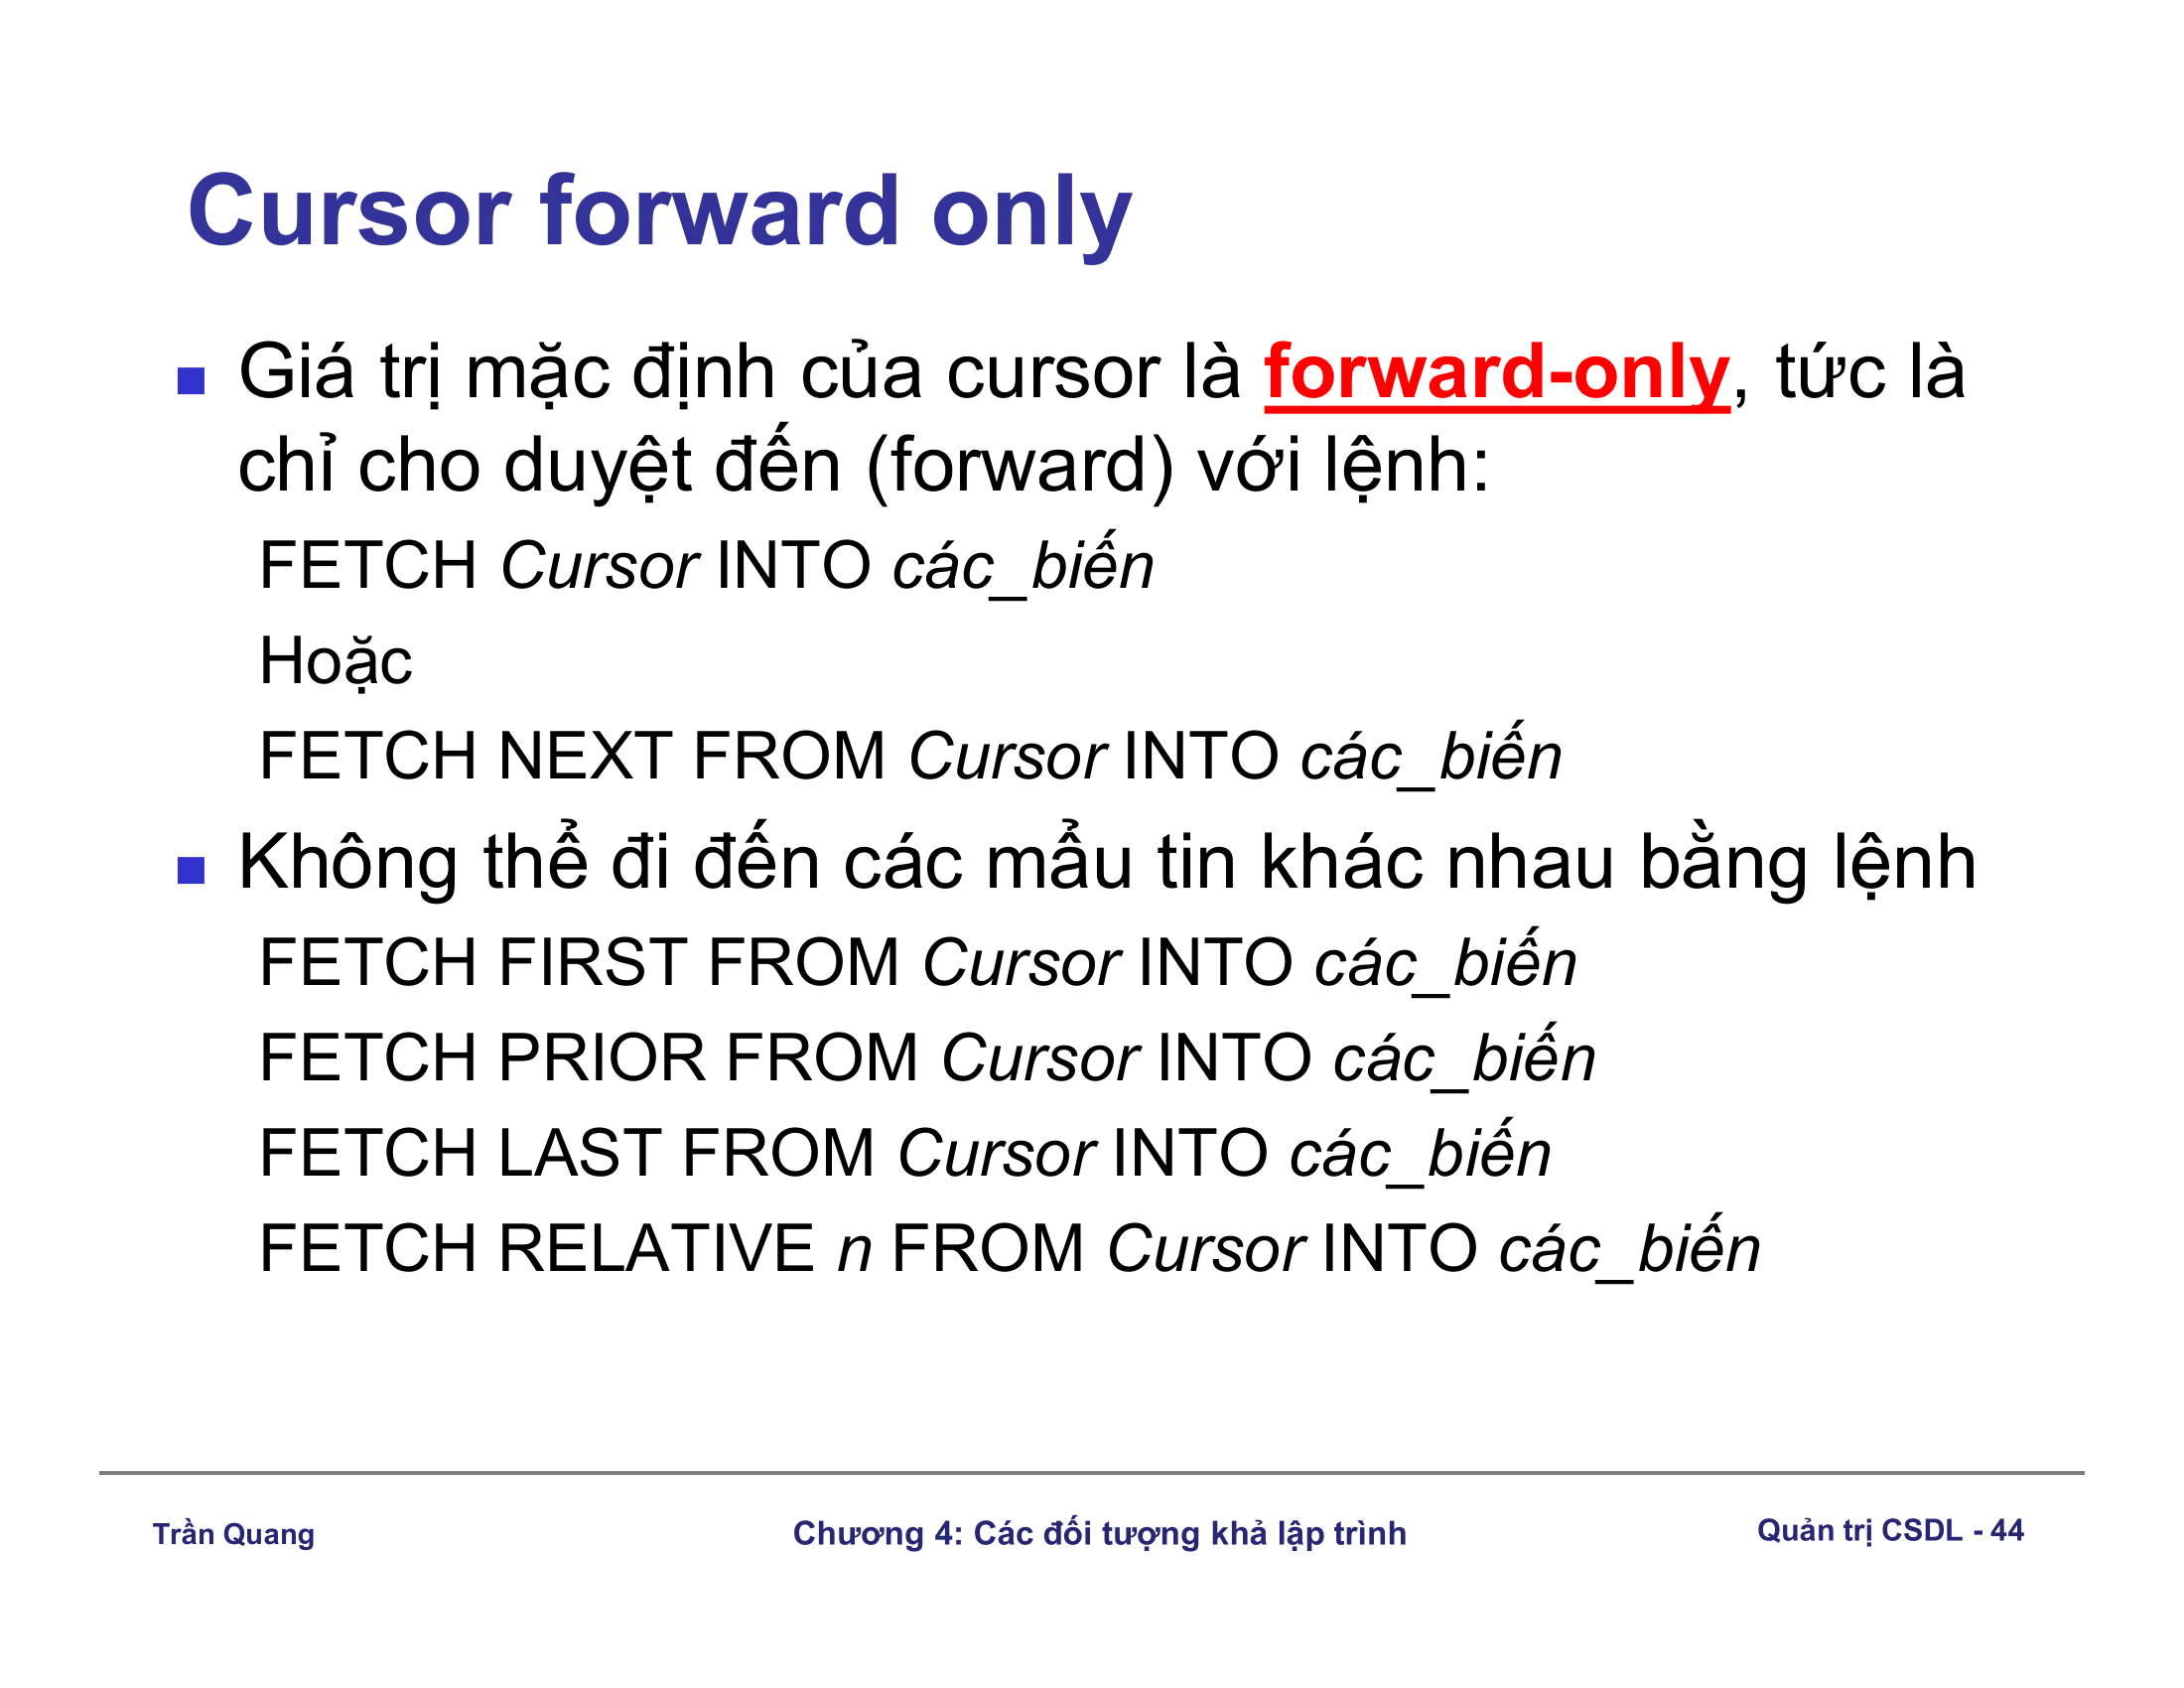 Cursor forward only
Giá trị mặc định của cursor là forward-only, tức là
chỉ cho duyệt đến (forward) với lệnh:
FETCH Cursor INTO các_biến
Hoặc
FETCH NEXT FROM Cursor INTO các_biến
Không thể đi đến các mẩu tin khác nhau bằng lệnh
FETCH FIRST FROM Cursor INTO các_biến
FETCH PRIOR FROM Cursor INTO các_biến
FETCH LAST FROM Cursor INTO các_biến
FETCH RELATIVE n FROM Cursor INTO các_biến
Trần Quang
Chương 4: Các đối tượng khả lập trình
Quản trị CSDL - 44